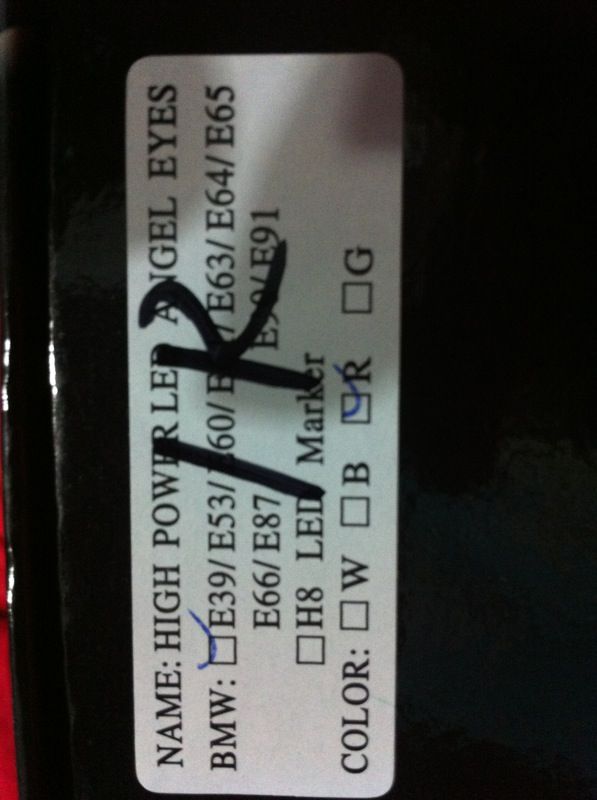 NAME: HIGH POWER LED ANGEL EYES
BMW: ☑E39/E53/E60/ /E63/E64/E65
E66/E87/ E90/E91
☐H8 LED Marker
COLOR: ☐W ☐B ☑R ☐G
R